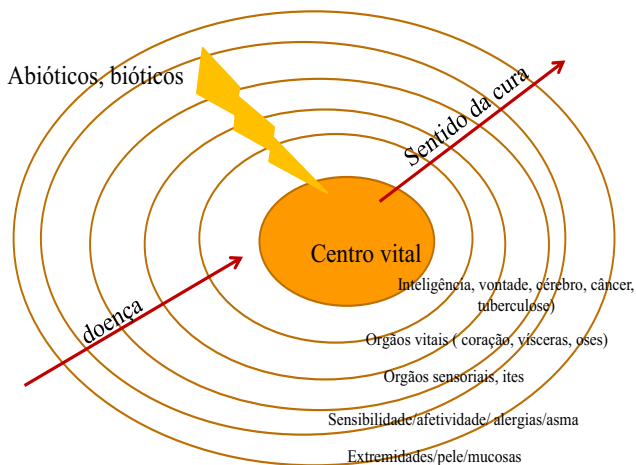 Abióticos, bióticos
Sentido da cura
Centro vital
doença
Inteligência, vontade, cérebro, câncer,
tuberculose)
Orgãos vitais ( coração, vísceras, oses)
Orgãos sensoriais, ites
Sensibilidade/afetividade/ alergias/asma
Extremidades/pele/mucosas